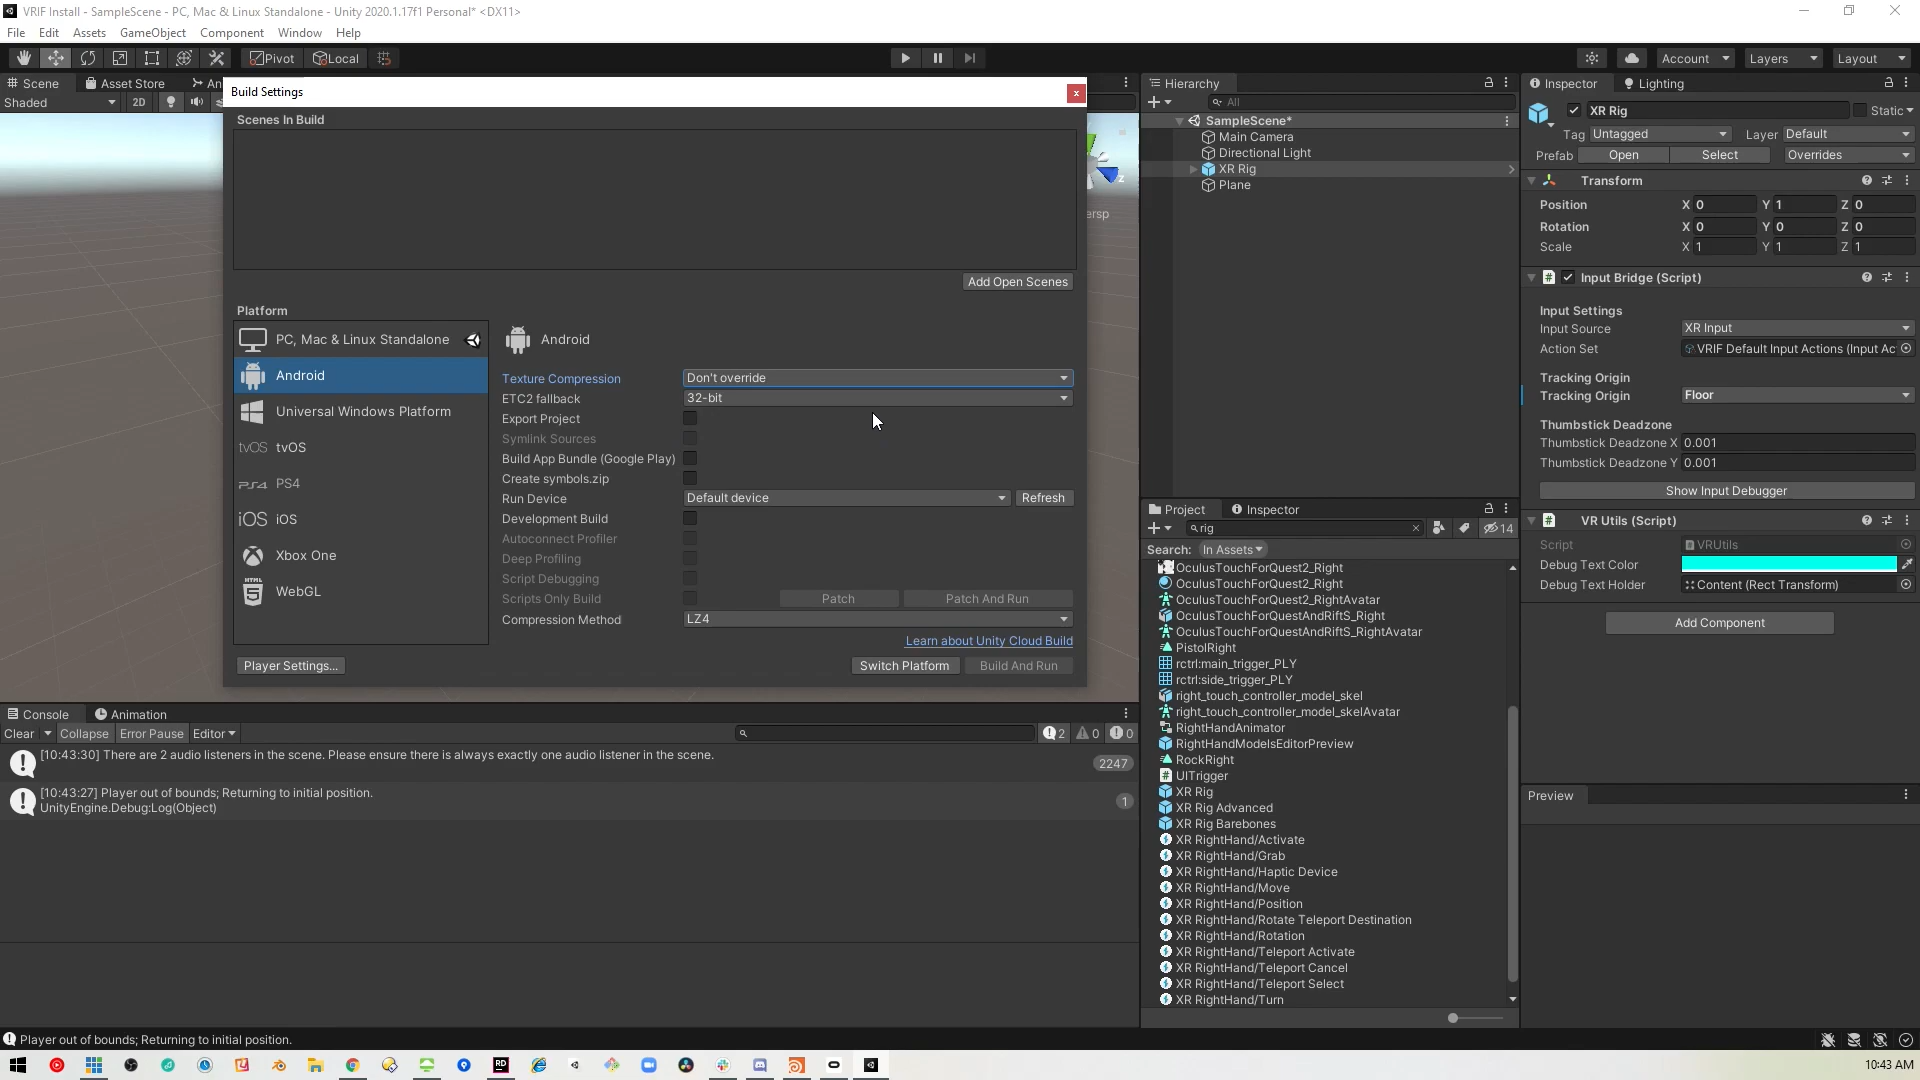 VRIF Install - SampleScene - PC, Mac & Linux Standalone - Unity 2020.1.17f1 Personal* <DX11>
File Edit Assets GameObject Component Window Help
Pivot Local Account Layers Layout
Scene Asset Store An
Shaded 2D
Build Settings
Scenes In Build
Add Open Scenes
Platform
PC, Mac & Linux Standalone
Android
Universal Windows Platform
tvOS tvOS
PS4
iOS iOS
Xbox One
HTML
WebGL
Player Settings...
Android
Texture Compression Don't override
ETC2 fallback 32-bit
Export Project
Symlink Sources
Build App Bundle (Google Play)
Create symbols.zip
Run Device Default device Refresh
Development Build
Autoconnect Profiler
Deep Profiling
Script Debugging
Scripts Only Build Patch Patch And Run
Compression Method LZ4
Learn about Unity Cloud Build
Switch Platform Build And Run
z
ersp
Console Animation
Clear Collapse Error Pause Editor 2 0 0
[10:43:30] There are 2 audio listeners in the scene. Please ensure there is always exactly one audio listener in the scene.
2247
[10:43:27] Player out of bounds; Returning to initial position.
UnityEngine.Debug:Log(Object)
1
Hierarchy
All
SampleScene*
Main Camera
Directional Light
XR Rig
Plane
Project Inspector
rig 14
Search: In Assets
OculusTouchForQuest2_Right
OculusTouchForQuest2_Right
OculusTouchForQuest2_RightAvatar
OculusTouchForQuestAndRiftS_Right
OculusTouchForQuestAndRiftS_RightAvatar
PistolRight
rctrl:main_trigger_PLY
rctrl:side_trigger_PLY
right_touch_controller_model_skel
right_touch_controller_model_skelAvatar
RightHandAnimator
RightHandModelsEditorPreview
RockRight
UITrigger
XR Rig
XR Rig Advanced
XR Rig Barebones
XR RightHand/Activate
XR RightHand/Grab
XR RightHand/Haptic Device
XR RightHand/Move
XR RightHand/Position
XR RightHand/Rotate Teleport Destination
XR RightHand/Rotation
XR RightHand/Teleport Activate
XR RightHand/Teleport Cancel
XR RightHand/Teleport Select
XR RightHand/Turn
Inspector Lighting
XR Rig Static
Tag Untagged Layer Default
Prefab Open Select Overrides
Transform
Position X 0 Y 1 Z 0
Rotation X 0 Y 0 Z 0
Scale X 1 Y 1 Z 1
Input Bridge (Script)
Input Settings
Input Source XR Input
Action Set VRIF Default Input Actions (Input Ac
Tracking Origin
Tracking Origin Floor
Thumbstick Deadzone
Thumbstick Deadzone X 0.001
Thumbstick Deadzone Y 0.001
Show Input Debugger
VR Utils (Script)
Script VRUtils
Debug Text Color
Debug Text Holder Content (Rect Transform)
Add Component
Preview
Player out of bounds; Returning to initial position.
RD
10:43 AM